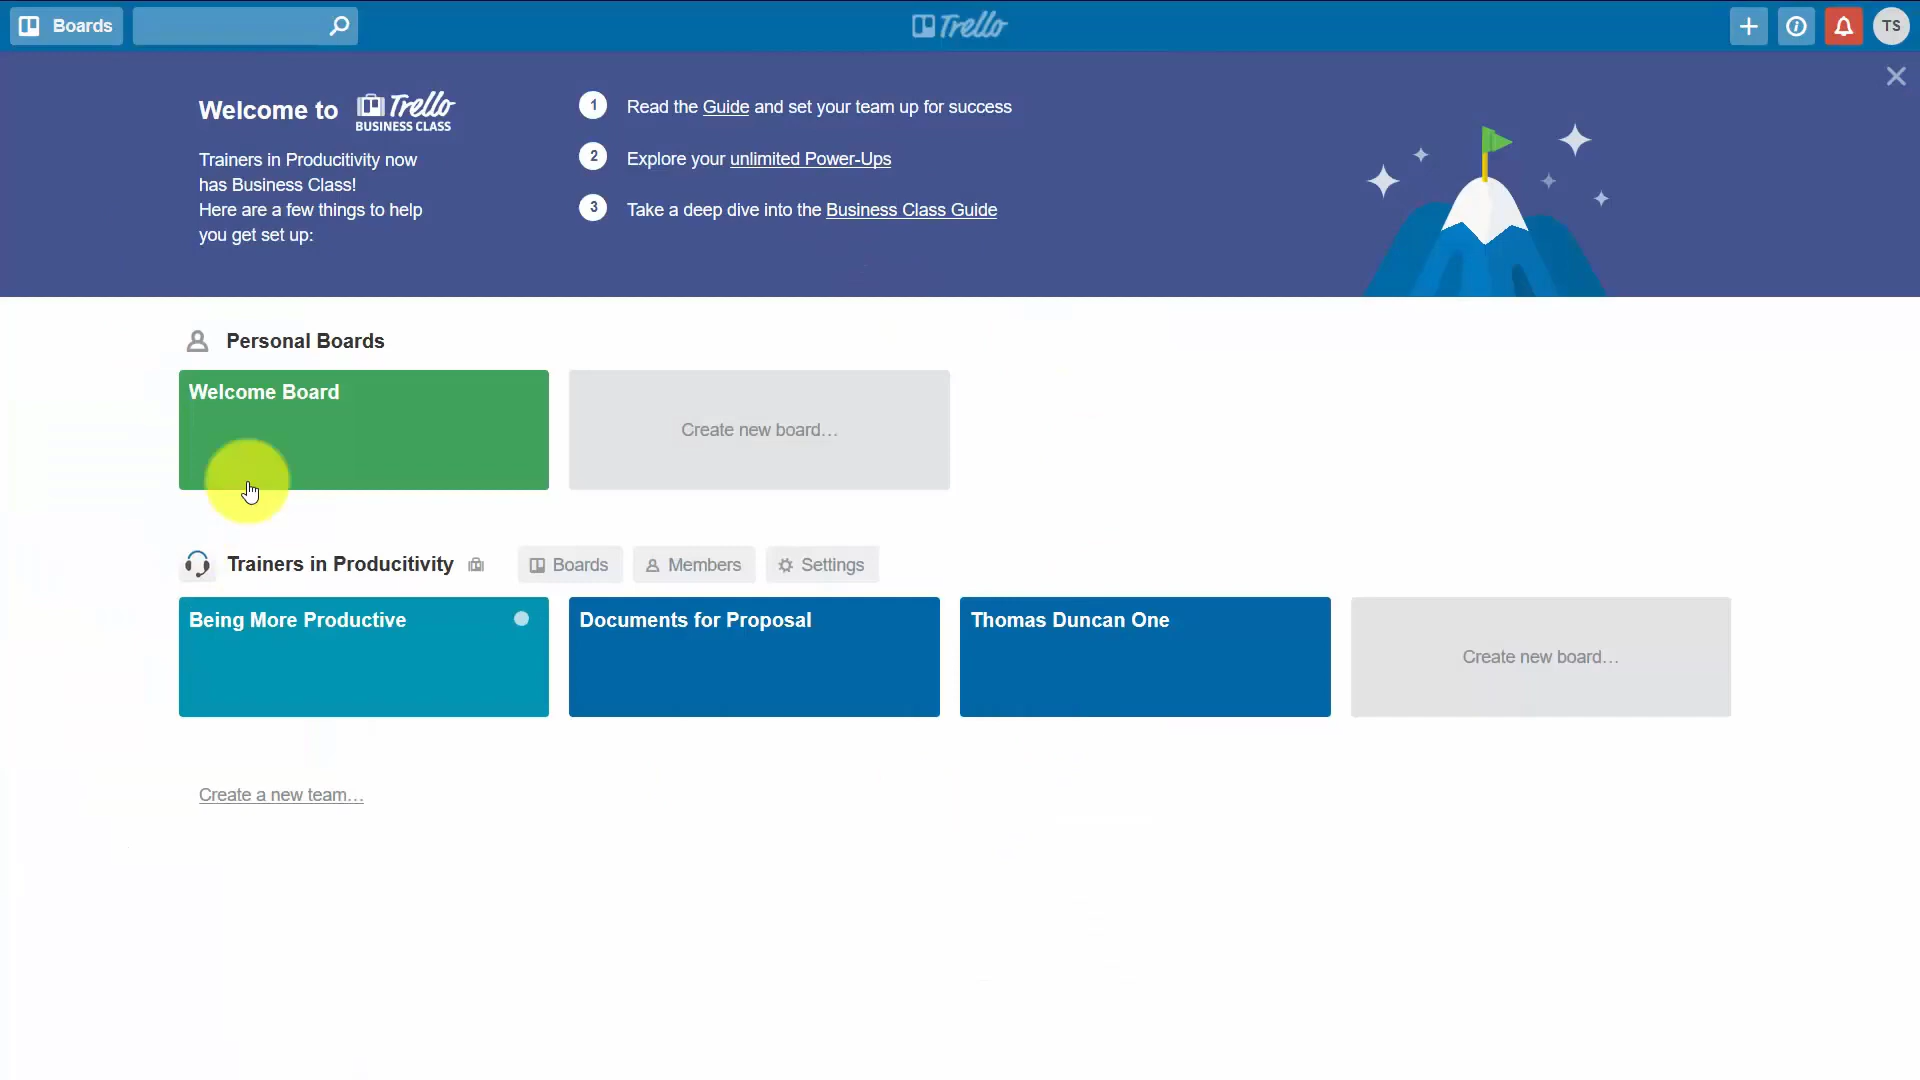 Boards
Trello
TS
Welcome to Trello
BUSINESS CLASS
Trainers in Producitivity now
has Business Class!
Here are a few things to help
you get set up:
1 Read the Guide and set your team up for success
2 Explore your unlimited Power-Ups
3 Take a deep dive into the Business Class Guide
Personal Boards
Welcome Board
Create new board…
Trainers in Producitivity
Boards
Members
Settings
Being More Productive
Documents for Proposal
Thomas Duncan One
Create new board…
Create a new team…